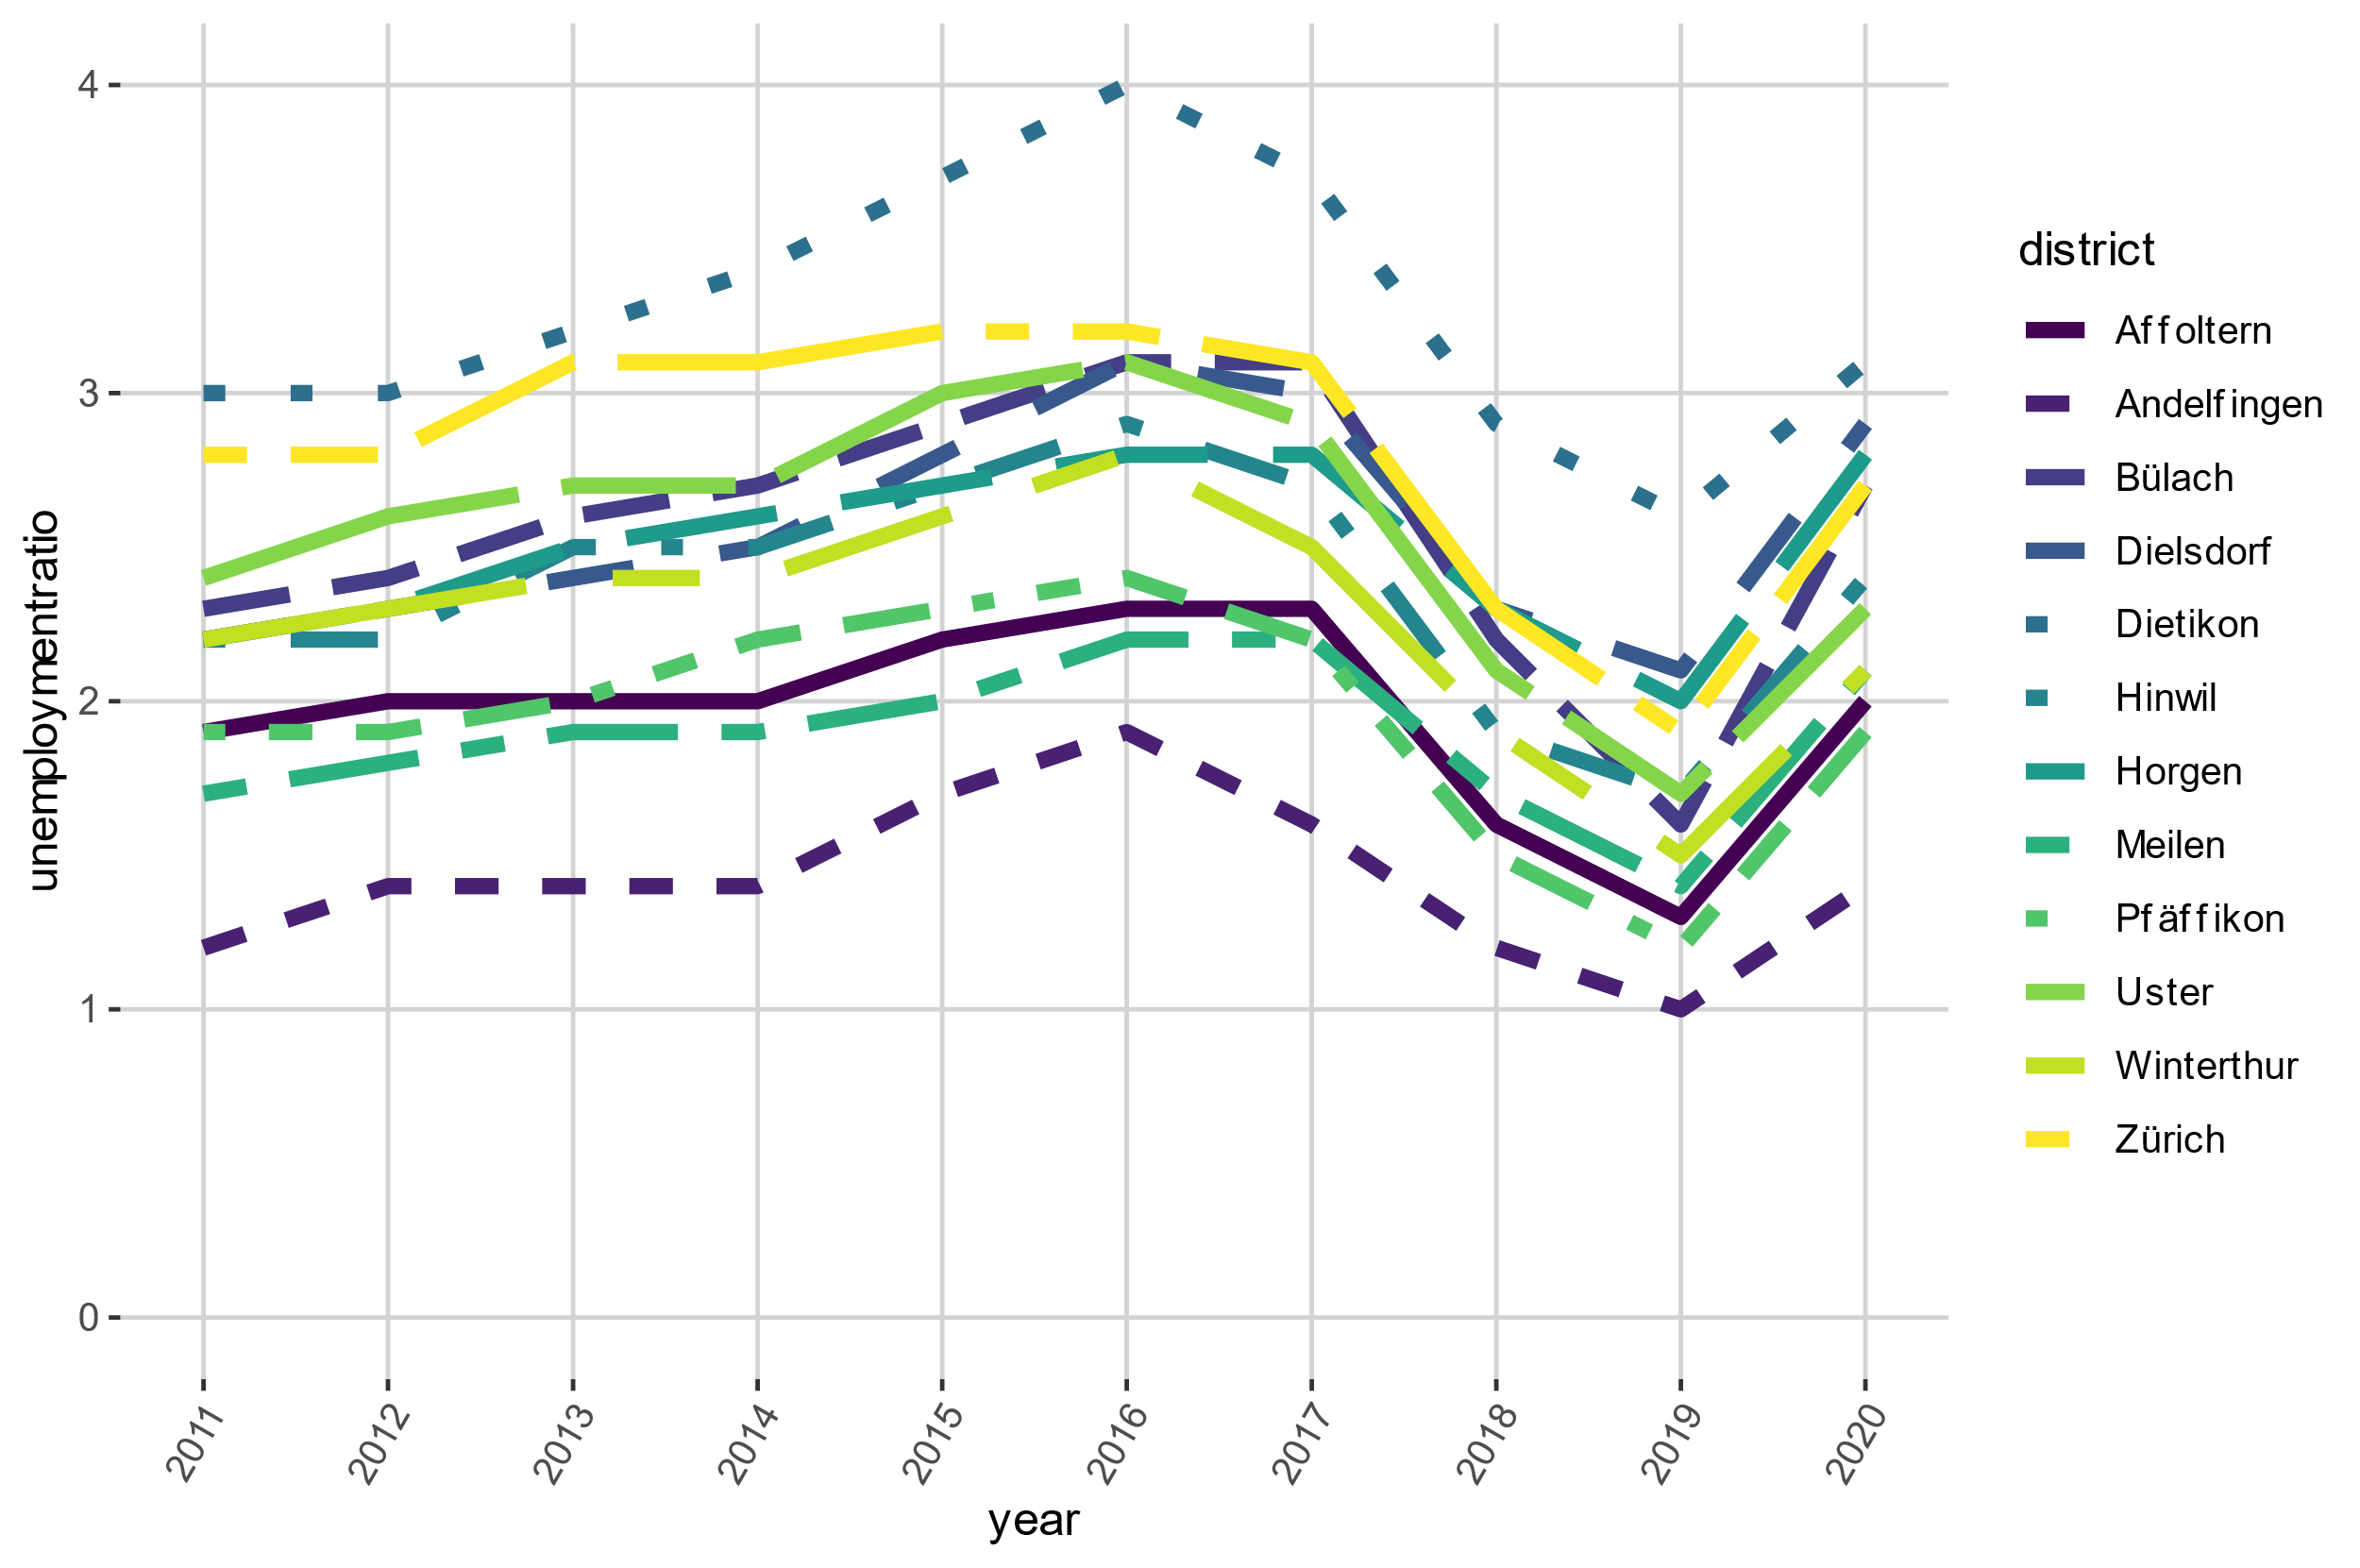 4
3
2
1
0
unemploymentratio
2011
2012
2013
2014
2015
2016
2017
2018
2019
2020
year
district
Affoltern
Andelfingen
Bülach
Dielsdorf
Dietikon
Hinwil
Horgen
Meilen
Pfäffikon
Uster
Winterthur
Zürich